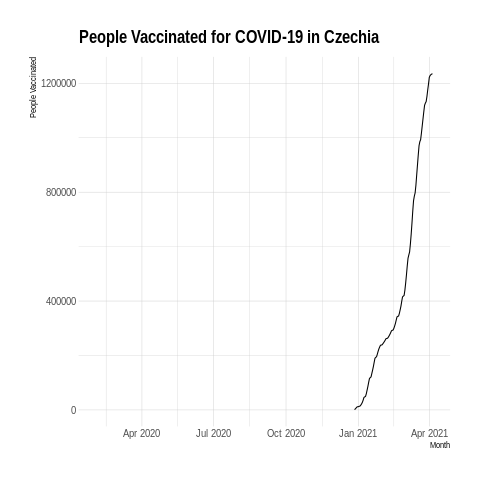 People Vaccinated for COVID-19 in Czechia
People Vaccinated
1200000
800000
400000
0
Apr 2020 Jul 2020 Oct 2020 Jan 2021 Apr 2021
Month